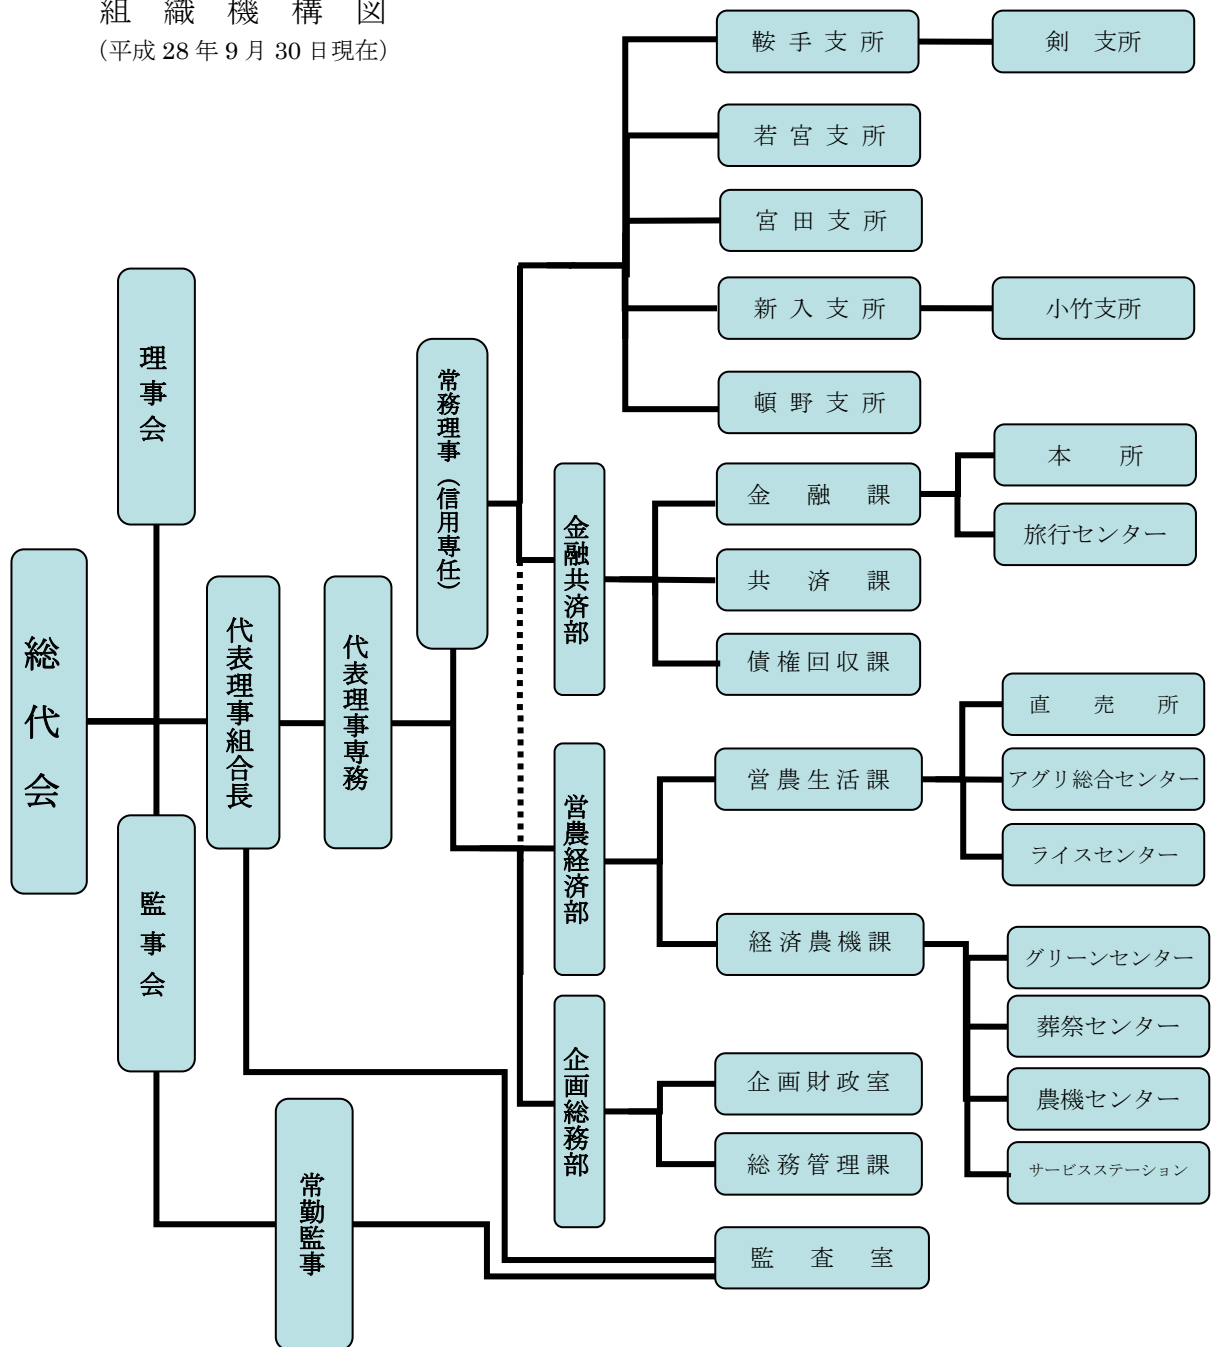 組織機構図
(平成28年9月30日現在)
総代会
理事会
監事会
代表理事組合長
代表理事専務
常務理事（信用専任）
常勤監事
金融共済部
営農経済部
企画総務部
鞍手支所
剣 支所
若宮支所
宮田支所
新入支所
小竹支所
頓野支所
金融課
本所
旅行センター
共済課
債権回収課
営農生活課
直売所
アグリ総合センター
ライスセンター
経済農機課
グリーンセンター
葬祭センター
農機センター
サービスステーション
企画財政室
総務管理課
監査室